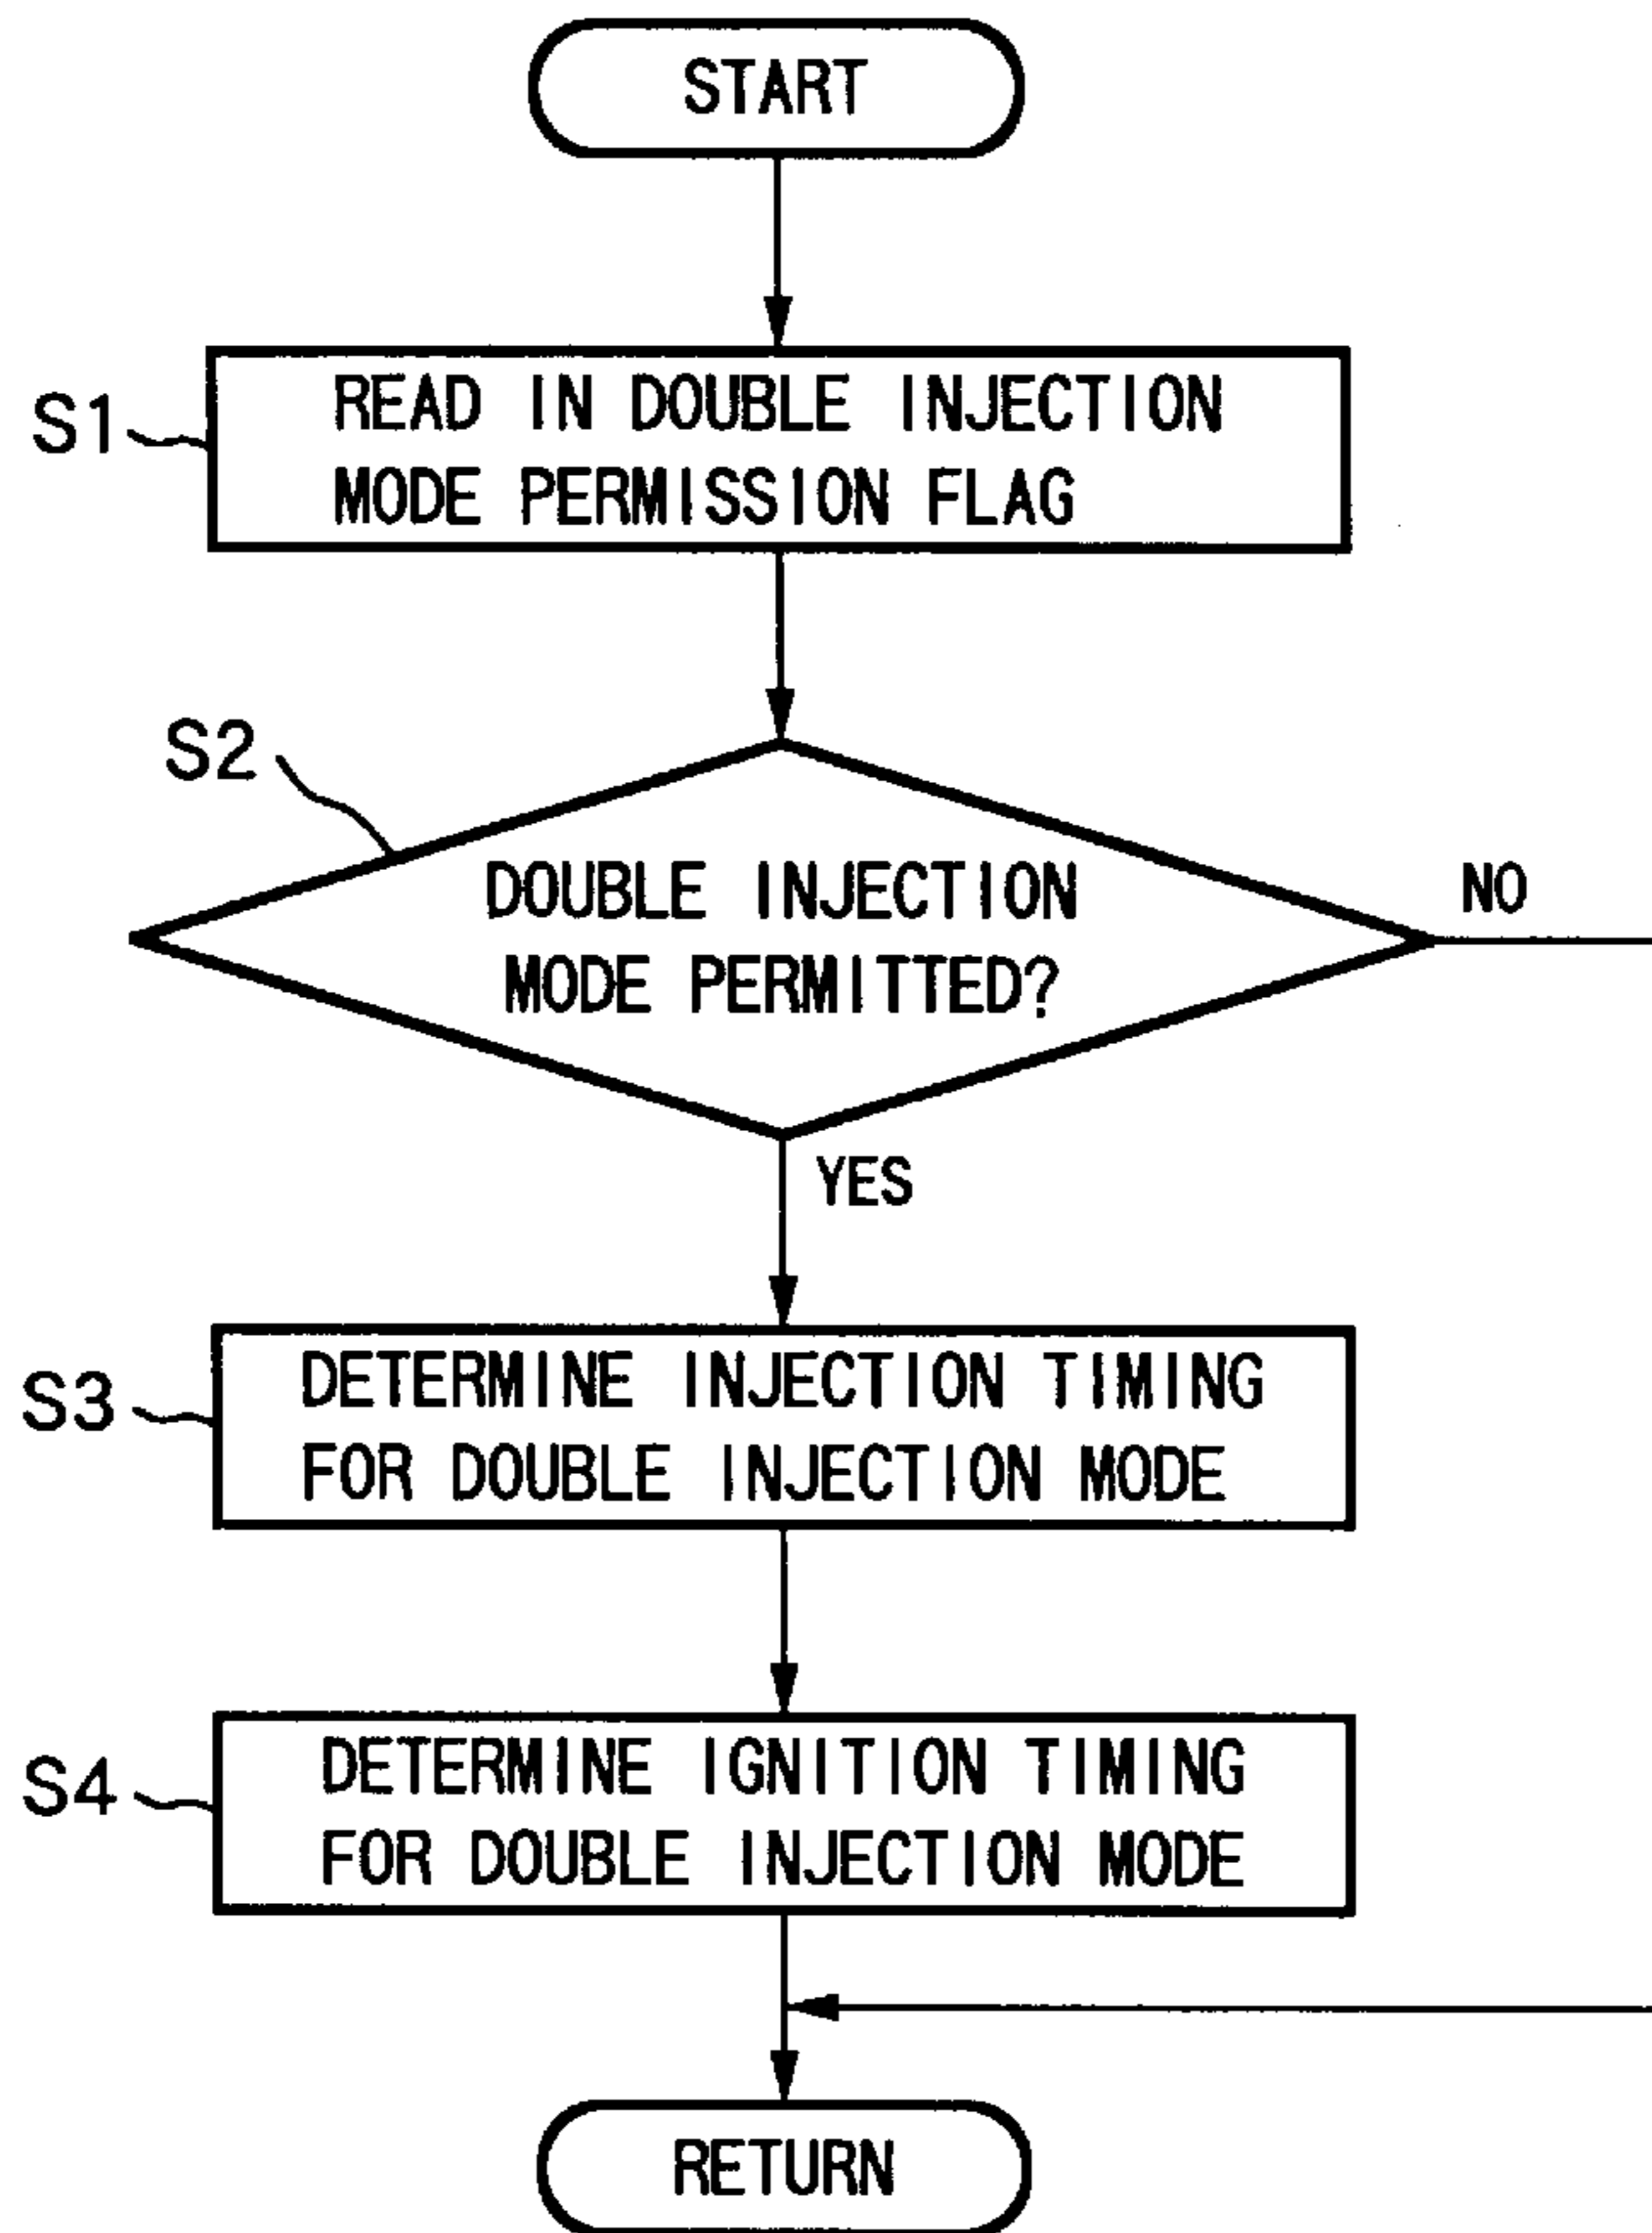 START
S1
READ IN DOUBLE INJECTION
MODE PERMISSION FLAG
S2
DOUBLE INJECTION
MODE PERMITTED?
NO
YES
S3
DETERMINE INJECTION TIMING
FOR DOUBLE INJECTION MODE
S4
DETERMINE IGNITION TIMING
FOR DOUBLE INJECTION MODE
RETURN